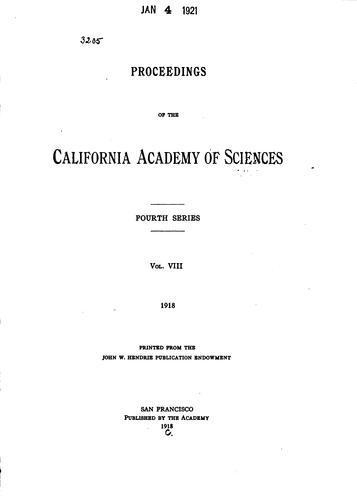 JAN 4 1921
3205
PROCEEDINGS
OF THE
CALIFORNIA ACADEMY OF SCIENCES
FOURTH SERIES
VOL. VIII
1918
PRINTED FROM THE
JOHN W. HENDRIE PUBLICATION ENDOWMENT
SAN FRANCISCO
PUBLISHED BY THE ACADEMY
1918